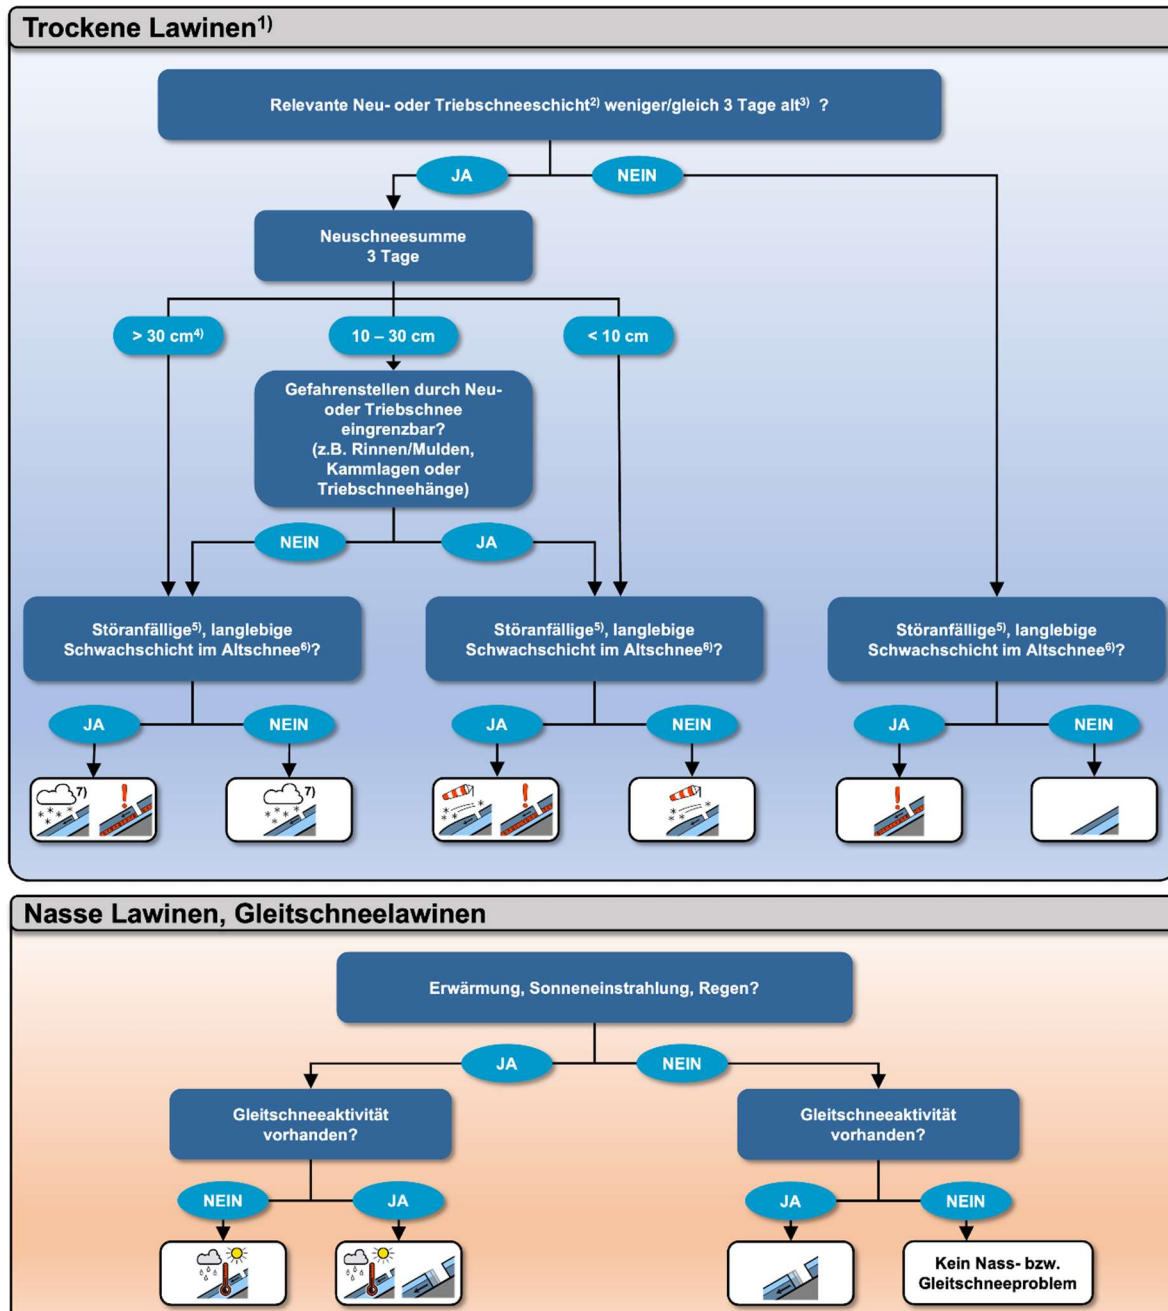 Trockene Lawinen¹⁾
Relevante Neu- oder Triebschneeschicht²⁾ weniger/gleich 3 Tage alt³⁾ ?
JA
NEIN
Neuschneesumme
3 Tage
> 30 cm⁴⁾
10 – 30 cm
< 10 cm
Gefahrenstellen durch Neu-
oder Triebschnee
eingrenzbar?
(z.B. Rinnen/Mulden,
Kammlagen oder
Triebschneehänge)
NEIN
JA
Störanfällige⁵⁾, langlebige
Schwachschicht im Altschnee⁶⁾?
Störanfällige⁵⁾, langlebige
Schwachschicht im Altschnee⁶⁾?
Störanfällige⁵⁾, langlebige
Schwachschicht im Altschnee⁶⁾?
JA
NEIN
JA
NEIN
JA
NEIN
7)
!
7)
!
!
Nasse Lawinen, Gleitschneelawinen
Erwärmung, Sonneneinstrahlung, Regen?
JA
NEIN
Gleitschneeaktivität
vorhanden?
Gleitschneeaktivität
vorhanden?
NEIN
JA
JA
NEIN
Kein Nass- bzw.
Gleitschneeproblem